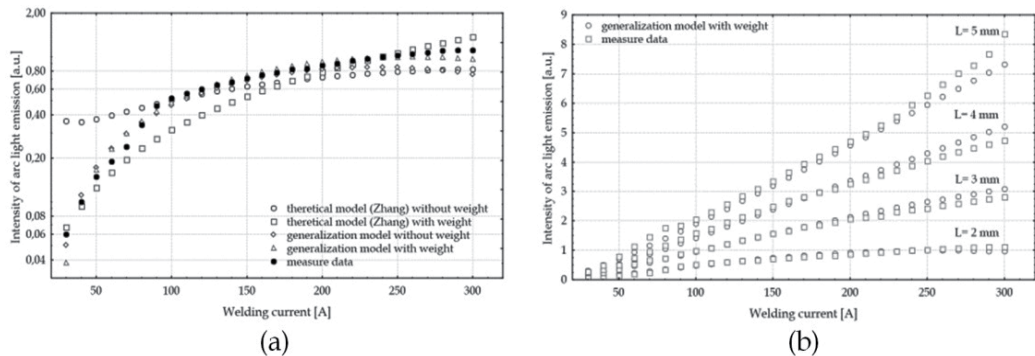 Intensity of arc light emission [a.u.]
2,00
0,80
0,60
0,40
0,20
0,08
0,06
0,04
theretical model (Zhang) without weight
theretical model (Zhang) with weight
generalization model without weight
generalization model with weight
measure data
50 100 150 200 250 300
Welding current [A]
(a)
Intensity of arc light emission [a.u.]
9
8
7
6
5
4
3
2
1
0
generalization model with weight
measure data
L= 5 mm
L= 4 mm
L= 3 mm
L= 2 mm
50 100 150 200 250 300
Welding current [A]
(b)